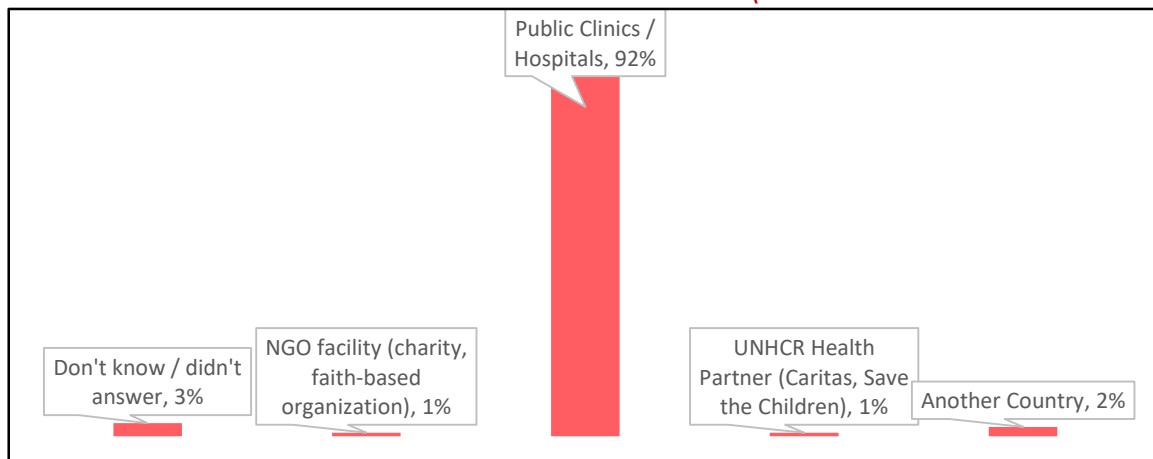 Public Clinics /
Hospitals, 92%
Don't know / didn't
answer, 3%
NGO facility (charity,
faith-based
organization), 1%
UNHCR Health
Partner (Caritas, Save
the Children), 1%
Another Country, 2%